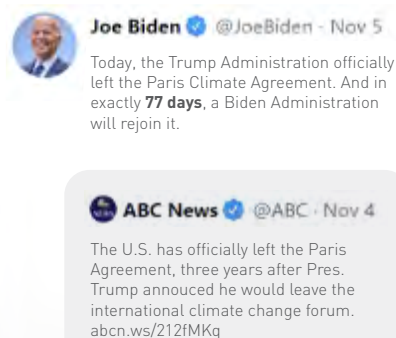 Joe Biden @JoeBiden · Nov 5
Today, the Trump Administration officially
left the Paris Climate Agreement. And in
exactly 77 days, a Biden Administration
will rejoin it.
NEWS
ABC News @ABC · Nov 4
The U.S. has officially left the Paris
Agreement, three years after Pres.
Trump annouced he would leave the
international climate change forum.
abcn.ws/212fMKq